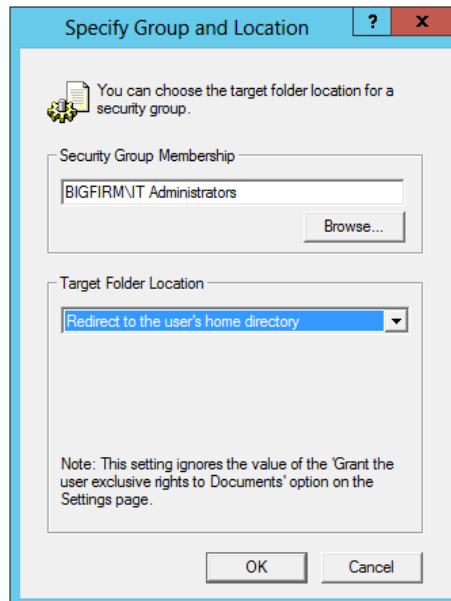 Specify Group and Location
?
x
You can choose the target folder location for a
security group.
Security Group Membership
BIGFIRM\IT Administrators
Browse...
Target Folder Location
Redirect to the user's home directory
Note: This setting ignores the value of the 'Grant the
user exclusive rights to Documents' option on the
Settings page.
OK
Cancel